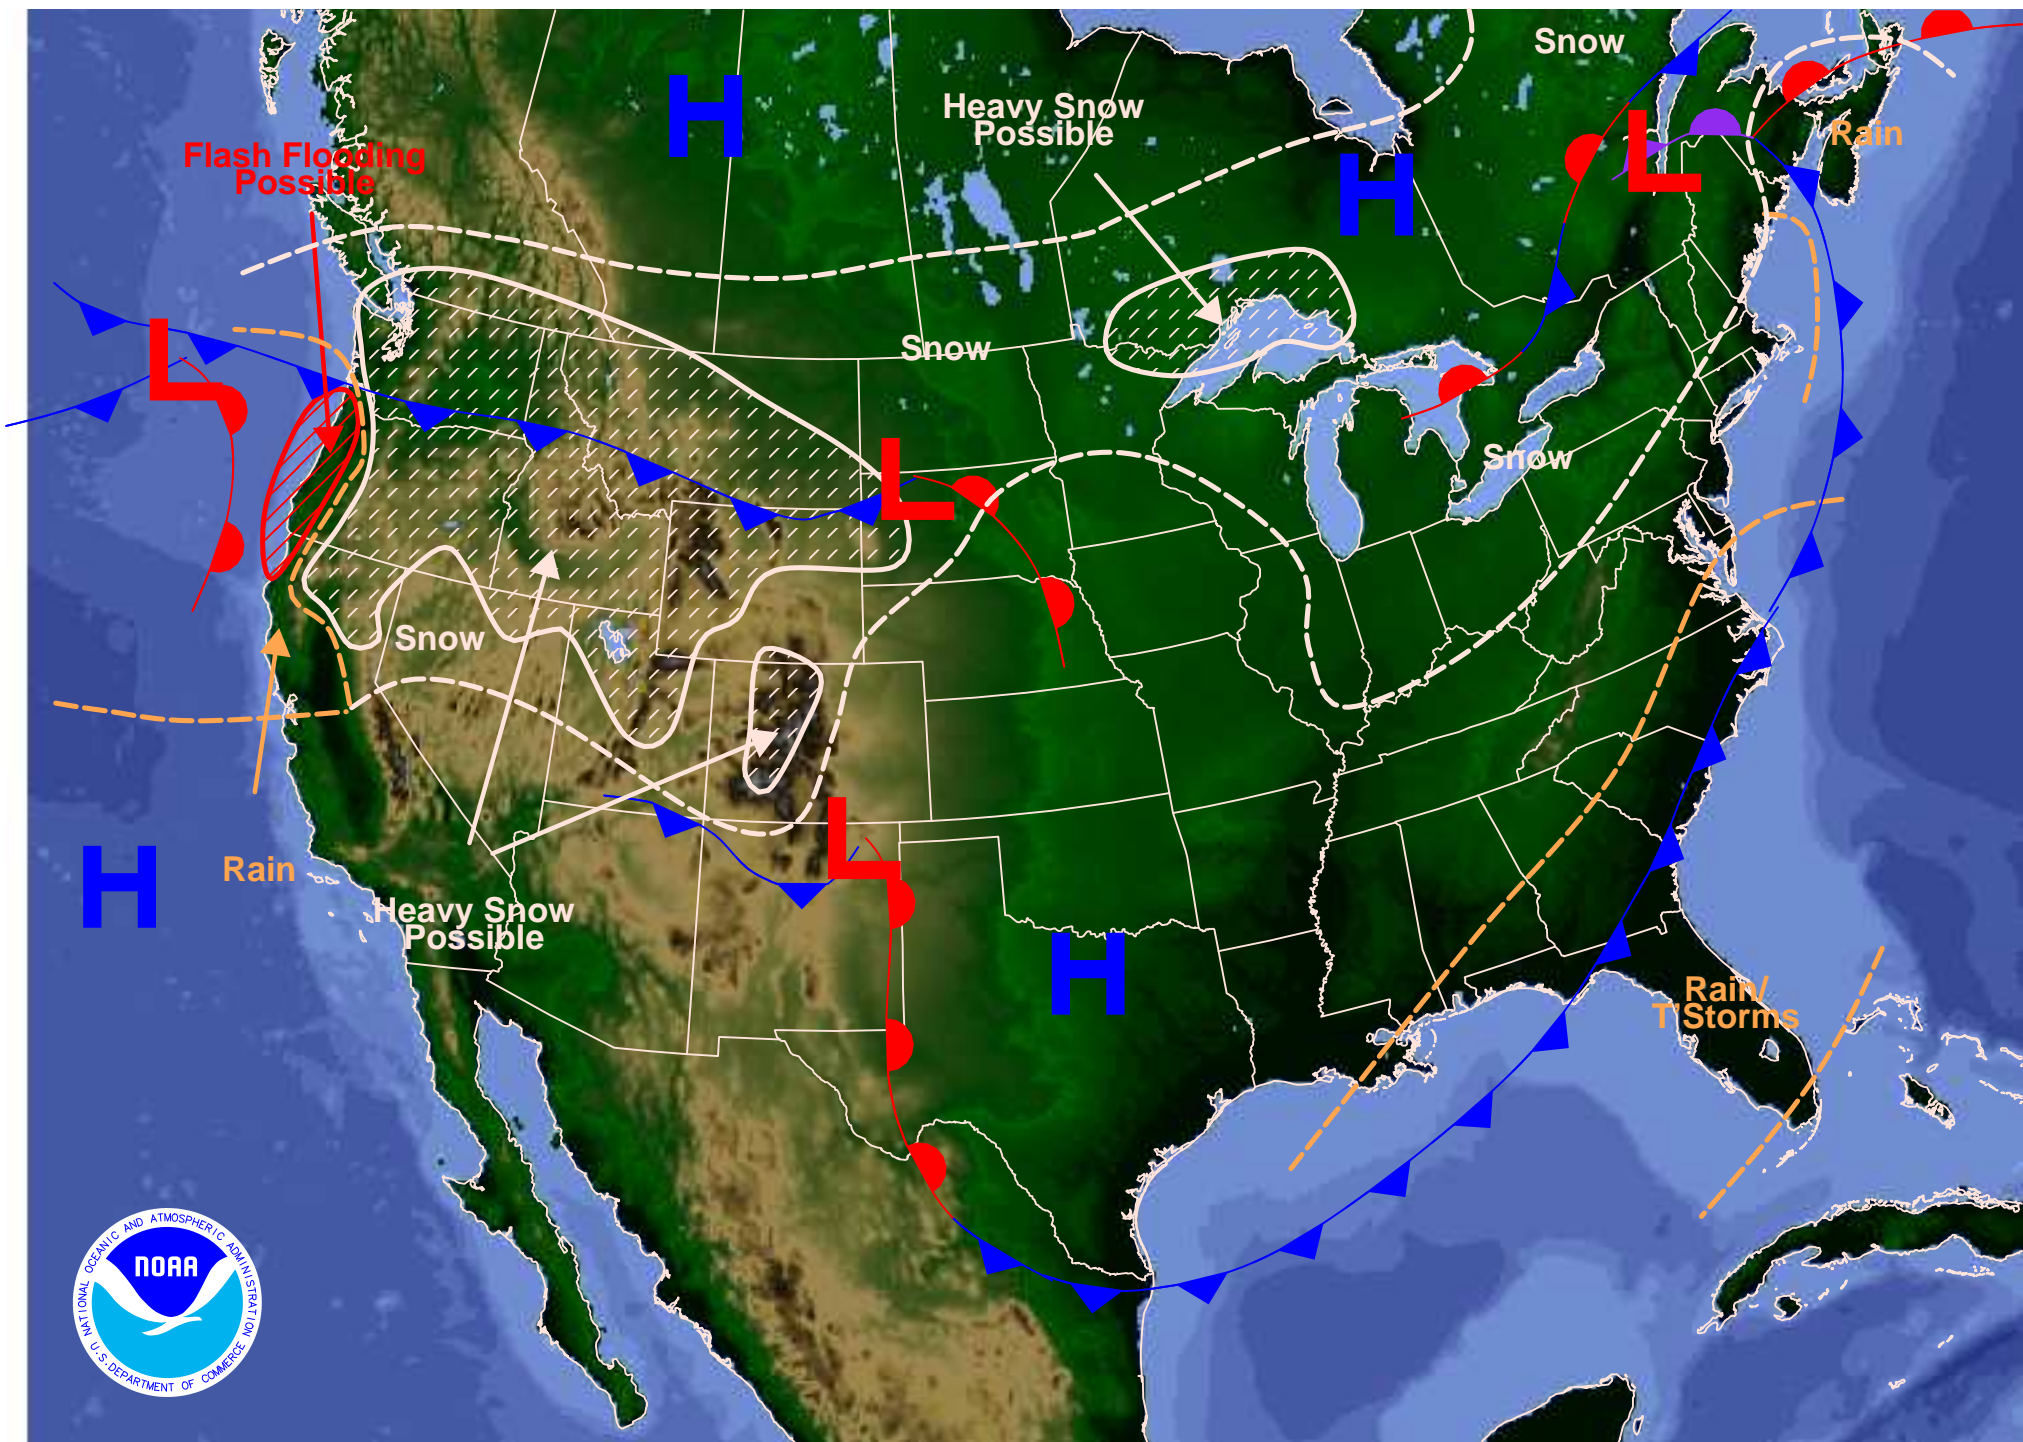 Snow
H
Heavy Snow
Possible
L
Rain
Flash Flooding
Possible
H
L
Snow
L
Snow
Snow
L
H
Rain
Heavy Snow
Possible
H
Rain/
T'Storms
NATIONAL OCEANIC AND ATMOSPHERIC ADMINISTRATION
NOAA
U.S. DEPARTMENT OF COMMERCE